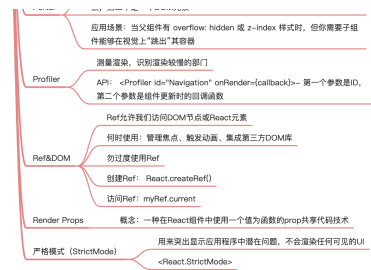 应用场景：当父组件有 overflow: hidden 或 z-index 样式时，但你需要子组
件能够在视觉上“跳出”其容器
测量渲染，识别渲染较慢的部门
Profiler
API： <Profiler id="Navigation" onRender={callback}>- 第一个参数是ID，
第二个参数是组件更新时的回调函数
Ref允许我们访问DOM节点或React元素
何时使用：管理焦点、触发动画、集成第三方DOM库
Ref&DOM
勿过度使用Ref
创建Ref： React.createRef()
访问Ref：myRef.current
Render Props
概念：一种在React组件中使用一个值为函数的prop共享代码技术
用来突出显示应用程序中潜在问题，不会渲染任何可见的UI
严格模式（StrictMode）
<React.StrictMode>